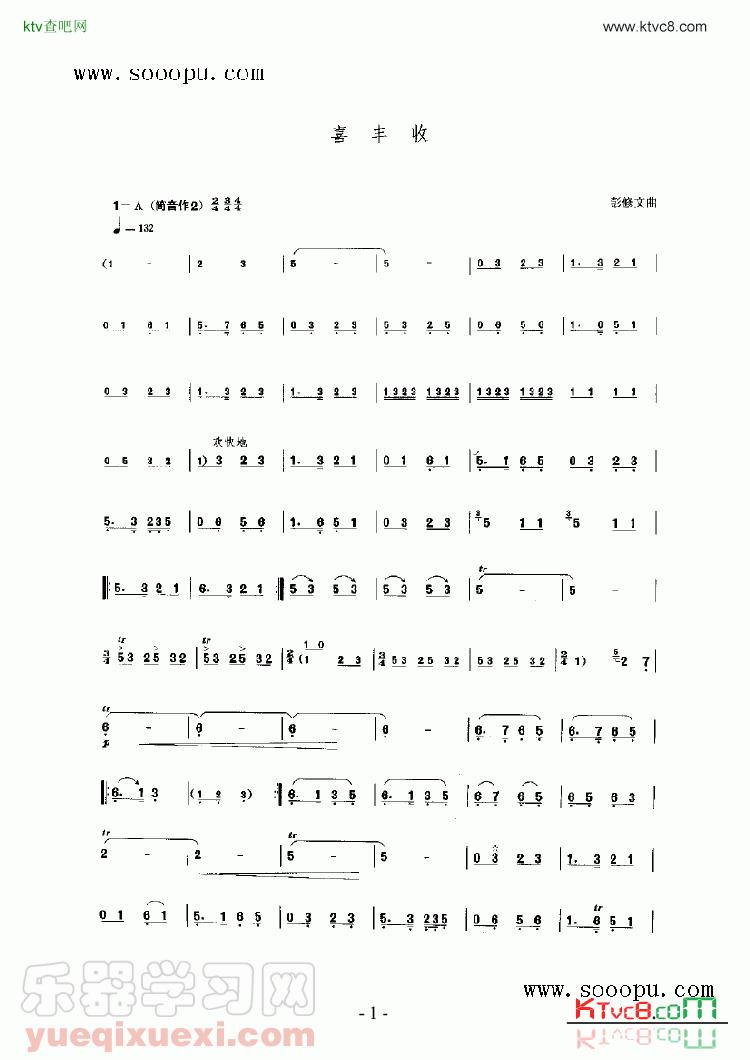 ktv查吧网
www.ktvc8.com
www.sooopu.com
喜 丰 收
1=A（筒音作2）2/4 3/4 4/4
彭修文曲
♩=132
(1 - | 2 3 | 5 - | 5 - | 0 3 2 3 | 1. 3 2 1 |
0 1 6 1 | 5. 7 6 5 | 0 3 2 3 | 5 3 2 5 | 0 6 5 6 | 1. 6 5 1 |
0 3 2 3 | 1. 3 2 3 | 1. 3 2 3 | 1323 1323 | 1323 1323 | 1 1 1 1 |
欢快地
0 5 3 2 | 1) 3 2 3 | 1. 3 2 1 | 0 1 6 1 | 5. 1 6 5 | 0 3 2 3 |
5. 3 235 | 0 6 5 6 | 1. 6 5 1 | 0 3 2 3 | 5 1 1 | 5 1 1 |
tr
5. 3 2 1 | 6. 3 2 1 :‖: 5 3 5 3 | 5 3 5 3 | 5 - | 5 - |
tr tr 1 0
3/4 53 25 32 | 53 25 32 | 2/4 (1 2 3 | 3/4 53 25 32 | 53 25 32 | 2/4 1) 2 7 |
tr
6 - | 6 - | 6 - | 6 - | 6. 7 6 5 | 6. 7 6 5 |
p
‖: 6. 1 3 | (1 2 3) :‖ 6. 1 3 5 | 6. 1 3 5 | 6 7 6 5 | 6 5 6 3 |
tr tr
2 - | 2 - | 5 - | 5 - | 0 3 2 3 | 1. 3 2 1 |
tr
0 1 6 1 | 5. 1 6 5 | 0 3 2 3 | 5. 3 235 | 0 6 5 6 | 1. 6 5 1 |
乐器学习网
www.sooopu.com
yueqixuexi.com
- 1 -
KTvc8.com